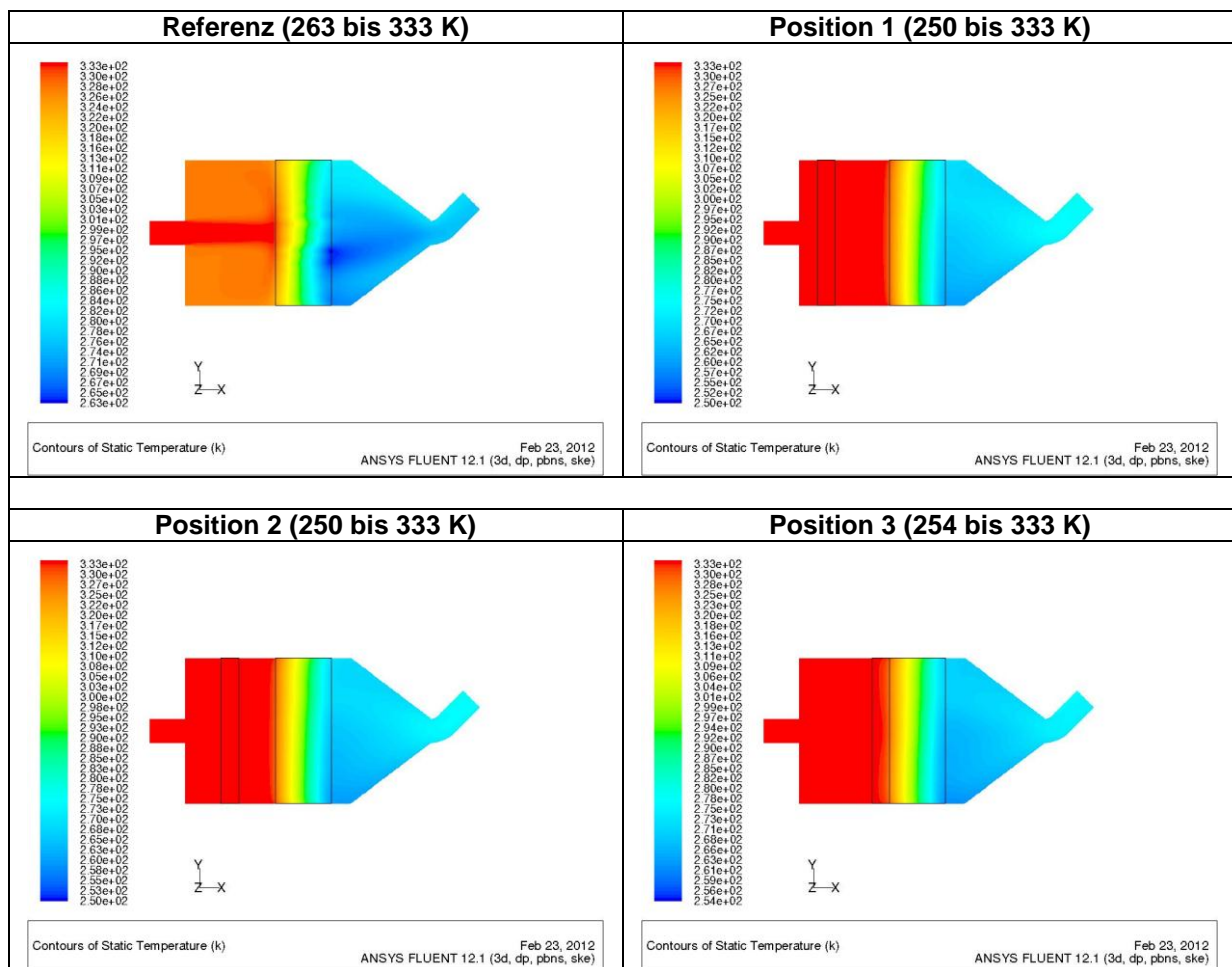 Referenz (263 bis 333 K)
3.33e+02
3.30e+02
3.28e+02
3.26e+02
3.24e+02
3.22e+02
3.20e+02
3.18e+02
3.16e+02
3.13e+02
3.11e+02
3.09e+02
3.07e+02
3.05e+02
3.03e+02
3.01e+02
2.99e+02
2.97e+02
2.95e+02
2.92e+02
2.90e+02
2.88e+02
2.86e+02
2.84e+02
2.82e+02
2.80e+02
2.78e+02
2.76e+02
2.74e+02
2.71e+02
2.69e+02
2.67e+02
2.65e+02
2.63e+02
Y
Z X
Contours of Static Temperature (k)
Feb 23, 2012
ANSYS FLUENT 12.1 (3d, dp, pbns, ske)
Position 1 (250 bis 333 K)
3.33e+02
3.30e+02
3.27e+02
3.25e+02
3.22e+02
3.20e+02
3.17e+02
3.15e+02
3.12e+02
3.10e+02
3.07e+02
3.05e+02
3.02e+02
3.00e+02
2.97e+02
2.95e+02
2.92e+02
2.90e+02
2.87e+02
2.85e+02
2.82e+02
2.80e+02
2.77e+02
2.75e+02
2.72e+02
2.70e+02
2.67e+02
2.65e+02
2.62e+02
2.60e+02
2.57e+02
2.55e+02
2.52e+02
2.50e+02
Y
Z X
Contours of Static Temperature (k)
Feb 23, 2012
ANSYS FLUENT 12.1 (3d, dp, pbns, ske)
Position 2 (250 bis 333 K)
3.33e+02
3.30e+02
3.27e+02
3.25e+02
3.22e+02
3.20e+02
3.17e+02
3.15e+02
3.12e+02
3.10e+02
3.08e+02
3.05e+02
3.03e+02
3.00e+02
2.98e+02
2.95e+02
2.93e+02
2.90e+02
2.88e+02
2.85e+02
2.83e+02
2.80e+02
2.78e+02
2.75e+02
2.73e+02
2.70e+02
2.68e+02
2.65e+02
2.63e+02
2.60e+02
2.58e+02
2.55e+02
2.53e+02
2.50e+02
Y
Z X
Contours of Static Temperature (k)
Feb 23, 2012
ANSYS FLUENT 12.1 (3d, dp, pbns, ske)
Position 3 (254 bis 333 K)
3.33e+02
3.30e+02
3.28e+02
3.25e+02
3.23e+02
3.21e+02
3.18e+02
3.16e+02
3.13e+02
3.11e+02
3.09e+02
3.06e+02
3.04e+02
3.01e+02
2.99e+02
2.97e+02
2.94e+02
2.92e+02
2.90e+02
2.87e+02
2.85e+02
2.82e+02
2.80e+02
2.78e+02
2.75e+02
2.73e+02
2.71e+02
2.68e+02
2.66e+02
2.63e+02
2.61e+02
2.59e+02
2.56e+02
2.54e+02
Y
Z X
Contours of Static Temperature (k)
Feb 23, 2012
ANSYS FLUENT 12.1 (3d, dp, pbns, ske)